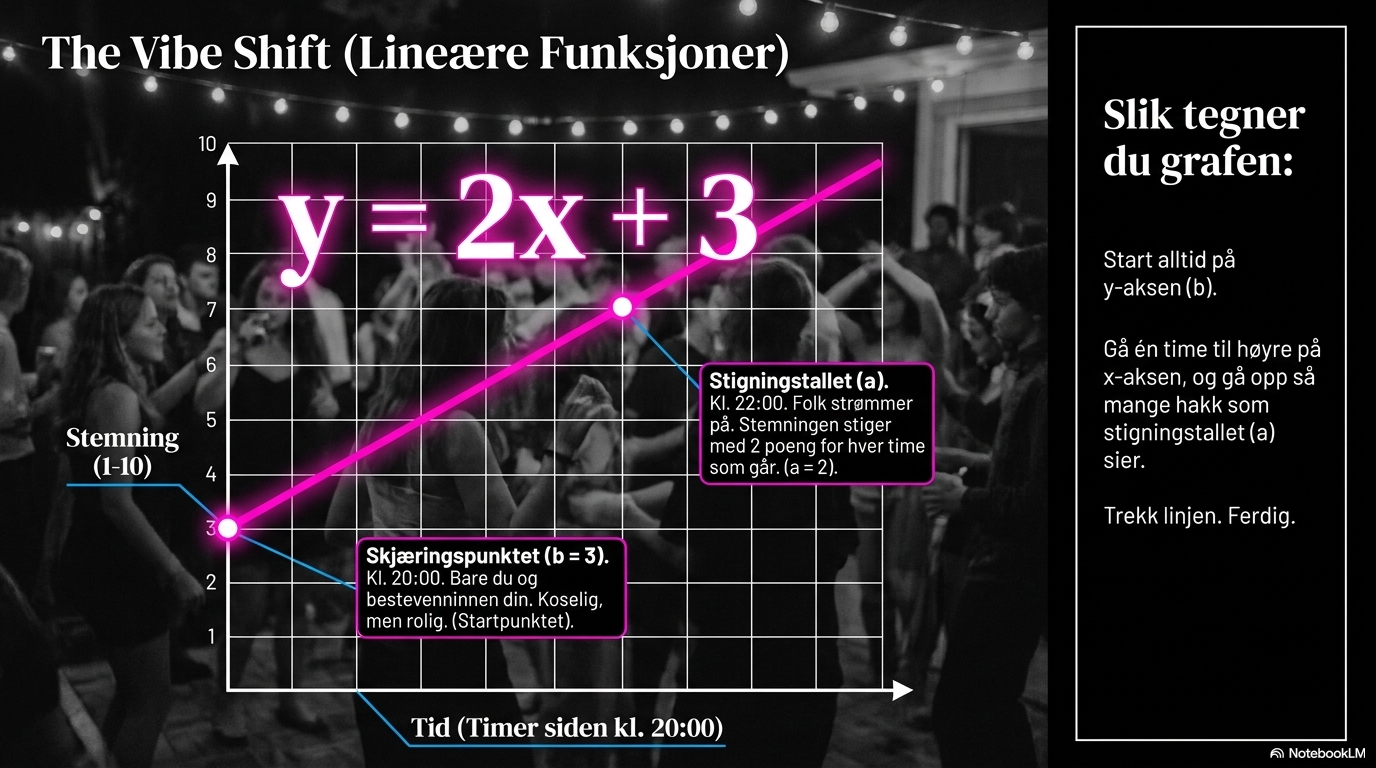 The Vibe Shift (Lineære Funksjoner)
y = 2x + 3
10
9
8
7
6
5
4
3
2
1
Stemning
(1-10)
Stigningstallet (a).
Kl. 22:00. Folk strømmer
på. Stemningen stiger
med 2 poeng for hver time
som går. (a = 2).
Skjæringspunktet (b = 3).
Kl. 20:00. Bare du og
bestevenninnen din. Koselig,
men rolig. (Startpunktet).
Tid (Timer siden kl. 20:00)
Slik tegner
du grafen:
Start alltid på
y-aksen (b).
Gå én time til høyre på
x-aksen, og gå opp så
mange hakk som
stigningstallet (a)
sier.
Trekk linjen. Ferdig.
NotebookLM